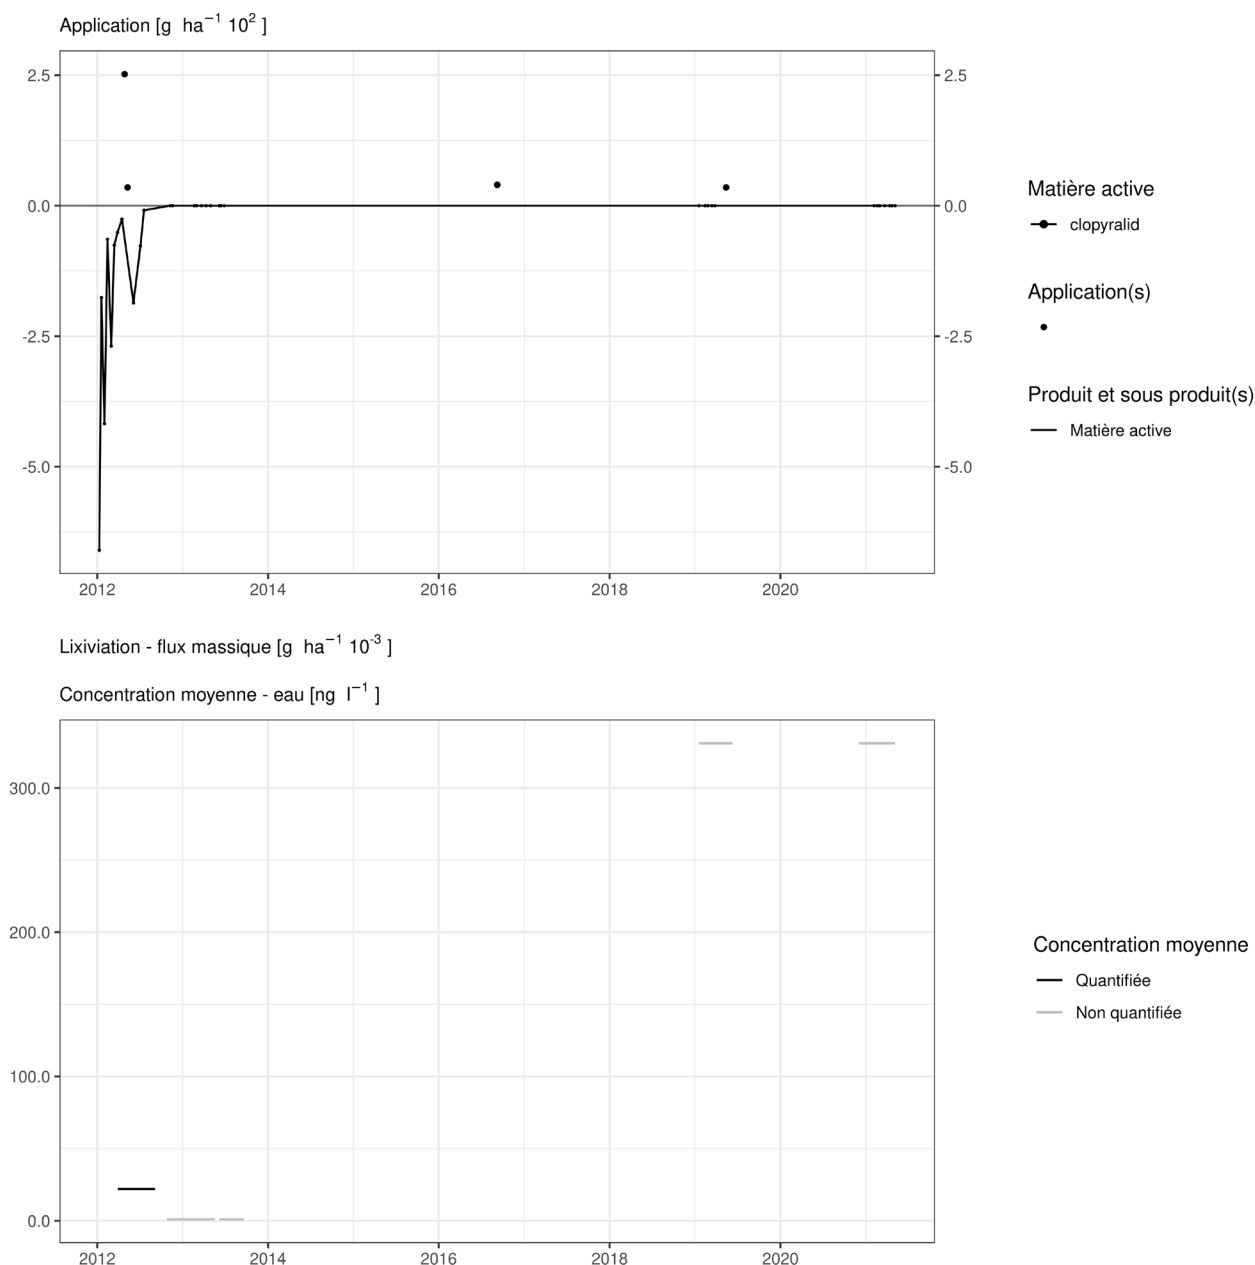 Application [g ha⁻¹ 10² ]
2.5 2.5
Matière active
0.0 0.0
clopyralid
Application(s)
-2.5 -2.5
Produit et sous produit(s)
Matière active
-5.0 -5.0
2012 2014 2016 2018 2020
Lixiviation - flux massique [g ha⁻¹ 10⁻³ ]
Concentration moyenne - eau [ng l⁻¹ ]
300.0
200.0
Concentration moyenne
Quantifiée
Non quantifiée
100.0
0.0
2012 2014 2016 2018 2020